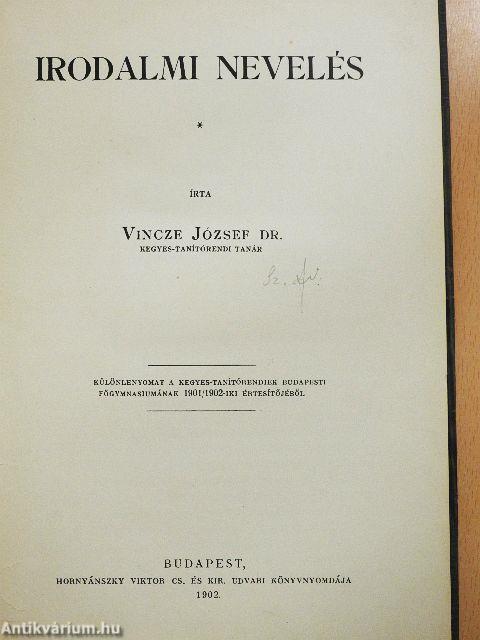 IRODALMI NEVELÉS
*
ÍRTA
VINCZE JÓZSEF DR.
KEGYES-TANÍTÓRENDI TANÁR
KÜLÖNLENYOMAT A KEGYES-TANÍTÓRENDIEK BUDAPESTI
FŐGYMNASIUMÁNAK 1901/1902-IKI ÉRTESÍTŐJÉBŐL
BUDAPEST,
HORNYÁNSZKY VIKTOR CS. ÉS KIR. UDVARI KÖNYVNYOMDÁJA
1902.
Antikvárium.hu